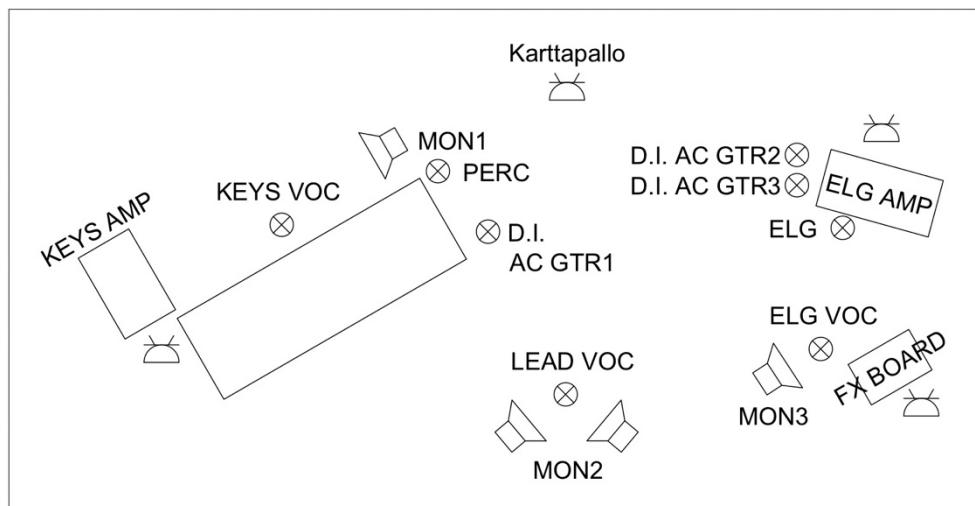 Karttapallo
MON1
PERC
D.I. AC GTR2
D.I. AC GTR3
ELG AMP
KEYS VOC
KEYS AMP
D.I.
AC GTR1
ELG
ELG VOC
FX BOARD
LEAD VOC
MON3
MON2